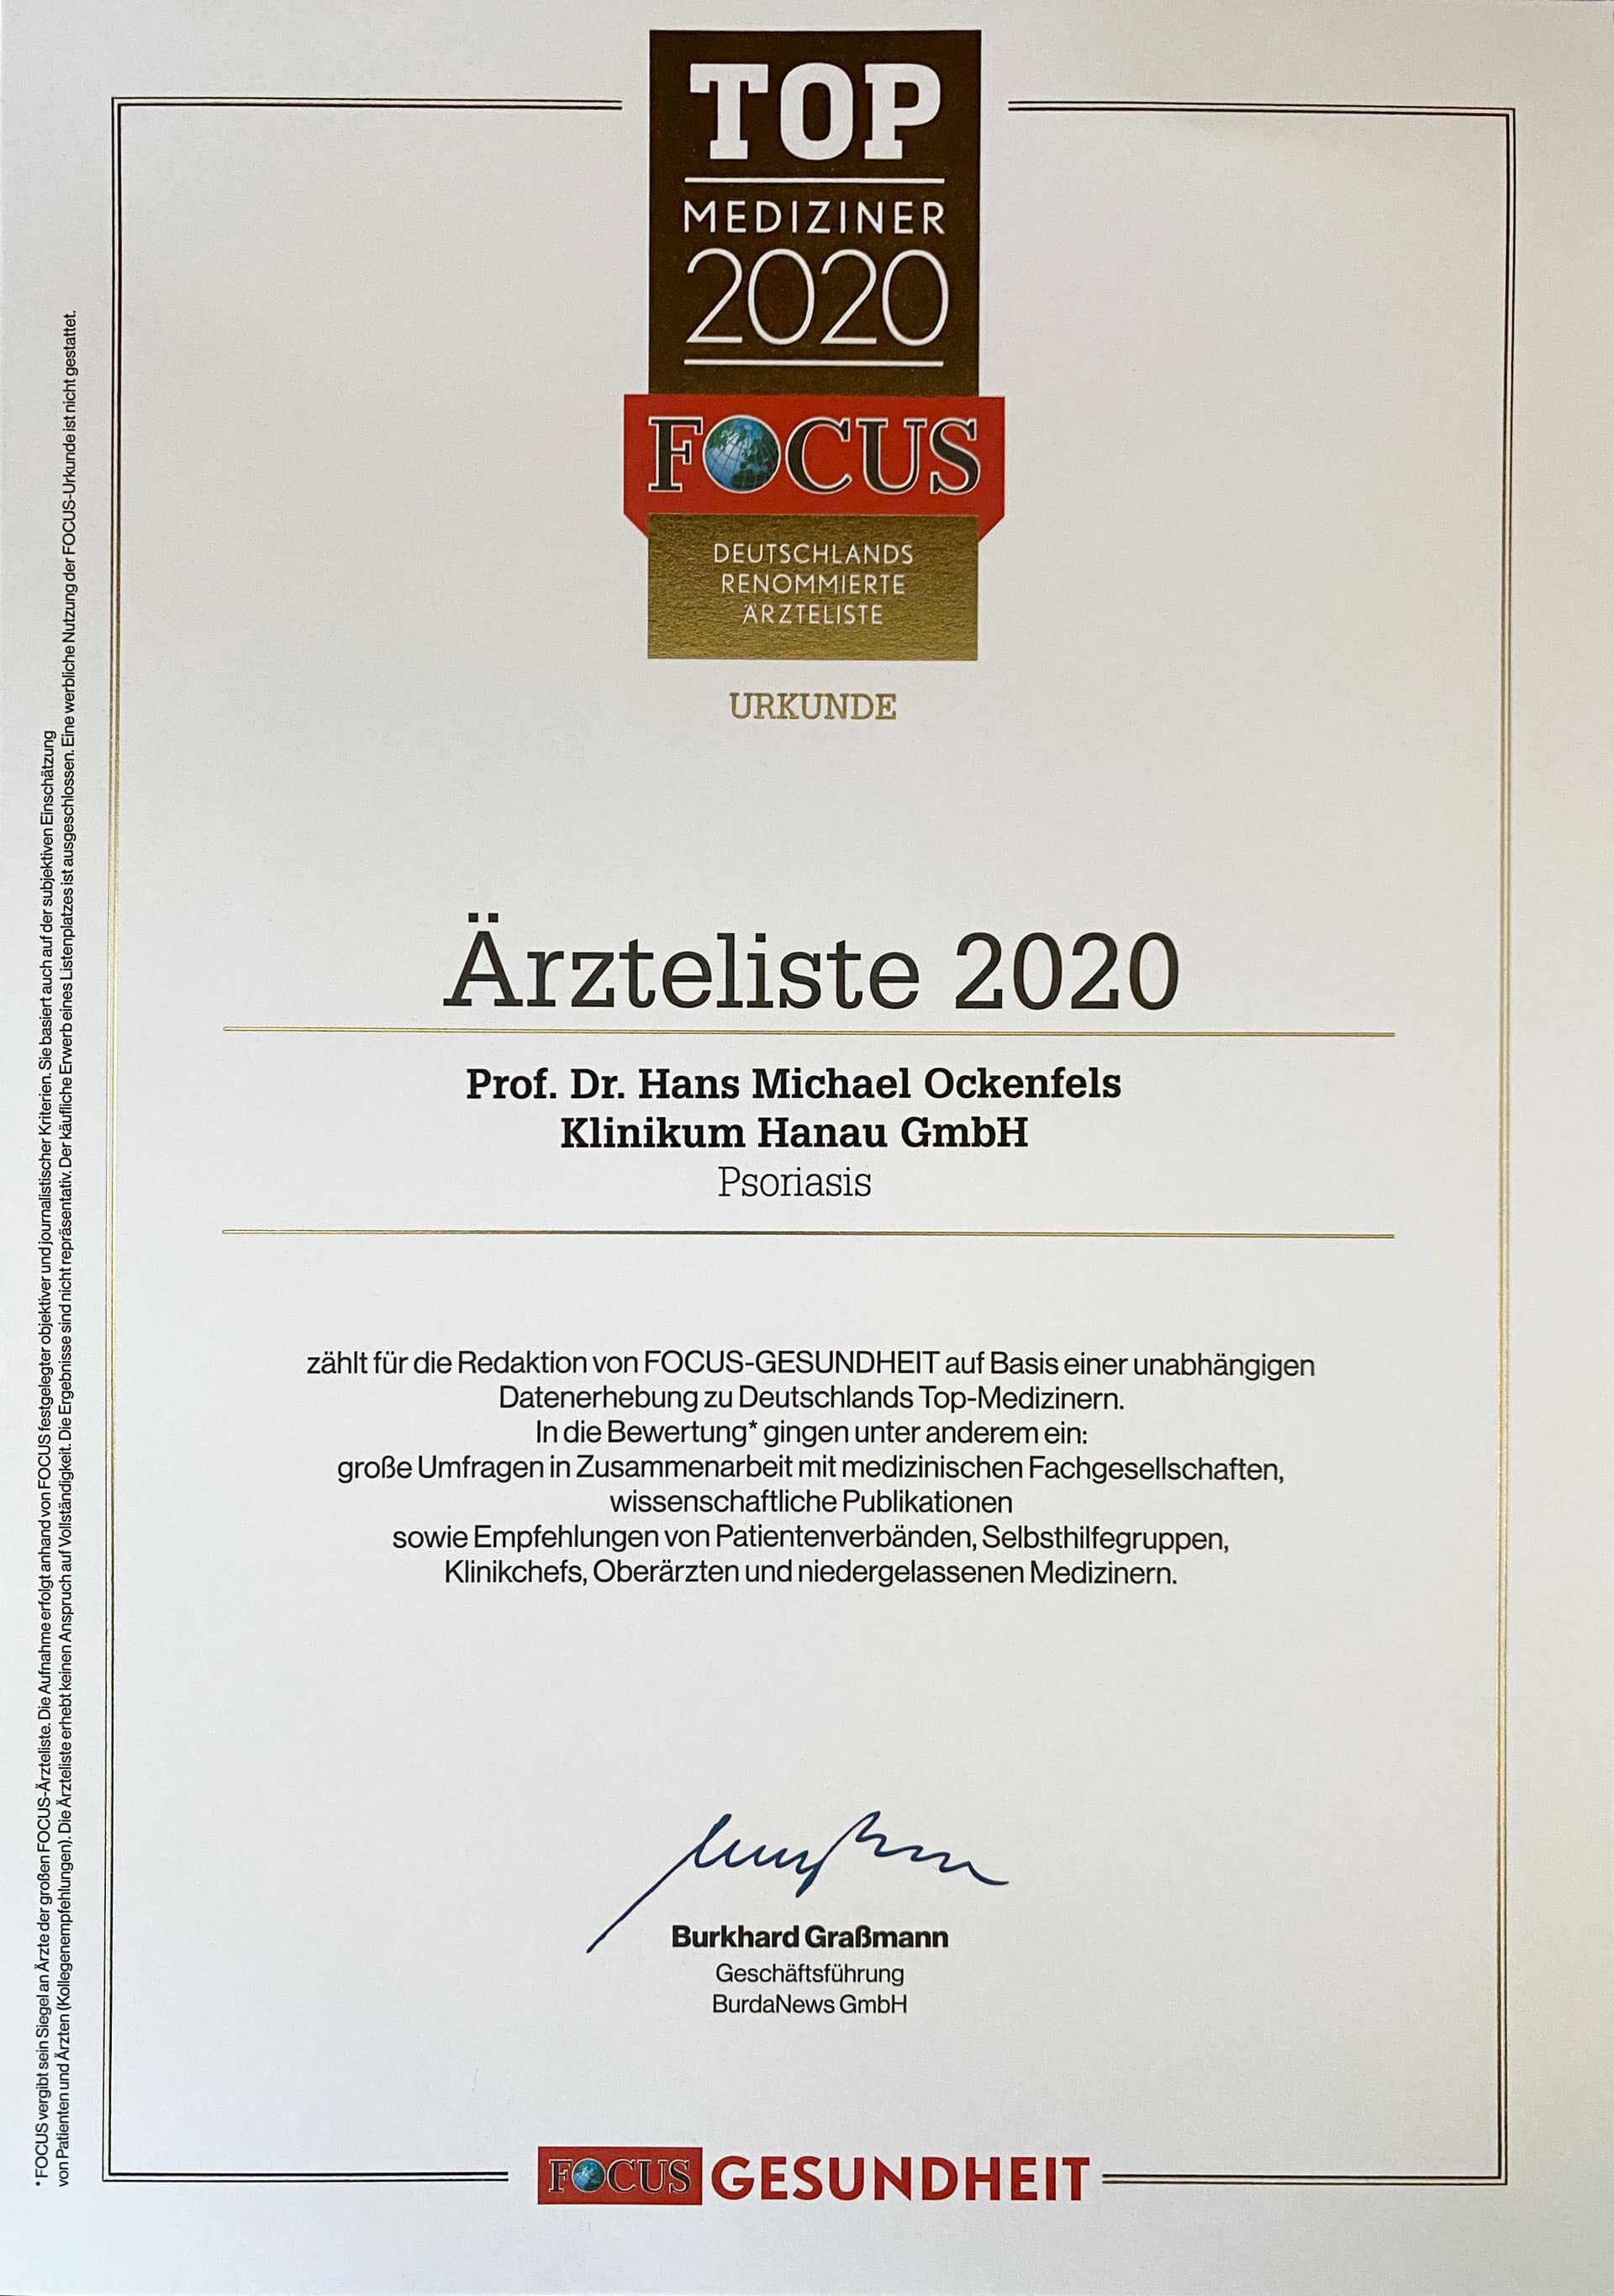 TOP
MEDIZINER
2020
FOCUS
DEUTSCHLANDS
RENOMMIERTE
ÄRZTELISTE
URKUNDE
Ärzteliste 2020
Prof. Dr. Hans Michael Ockenfels
Klinikum Hanau GmbH
Psoriasis
zählt für die Redaktion von FOCUS-GESUNDHEIT auf Basis einer unabhängigen
Datenerhebung zu Deutschlands Top-Medizinern.
In die Bewertung* gingen unter anderem ein:
große Umfragen in Zusammenarbeit mit medizinischen Fachgesellschaften,
wissenschaftliche Publikationen
sowie Empfehlungen von Patientenverbänden, Selbsthilfegruppen,
Klinikchefs, Oberärzten und niedergelassenen Medizinern.
Burkhard Graßmann
Geschäftsführung
BurdaNews GmbH
FOCUS GESUNDHEIT
* FOCUS vergibt sein Siegel an Ärzte der großen FOCUS-Ärzteliste. Die Aufnahme erfolgt anhand von FOCUS festgelegter objektiver und journalistischer Kriterien. Sie basiert auch auf der subjektiven Einschätzung
von Patienten und Ärzten (Kollegenempfehlungen). Die Ärzteliste erhebt keinen Anspruch auf Vollständigkeit. Die Ergebnisse sind nicht repräsentativ. Der käufliche Erwerb eines Listenplatzes ist ausgeschlossen. Eine werbliche Nutzung der FOCUS-Urkunde ist nicht gestattet.